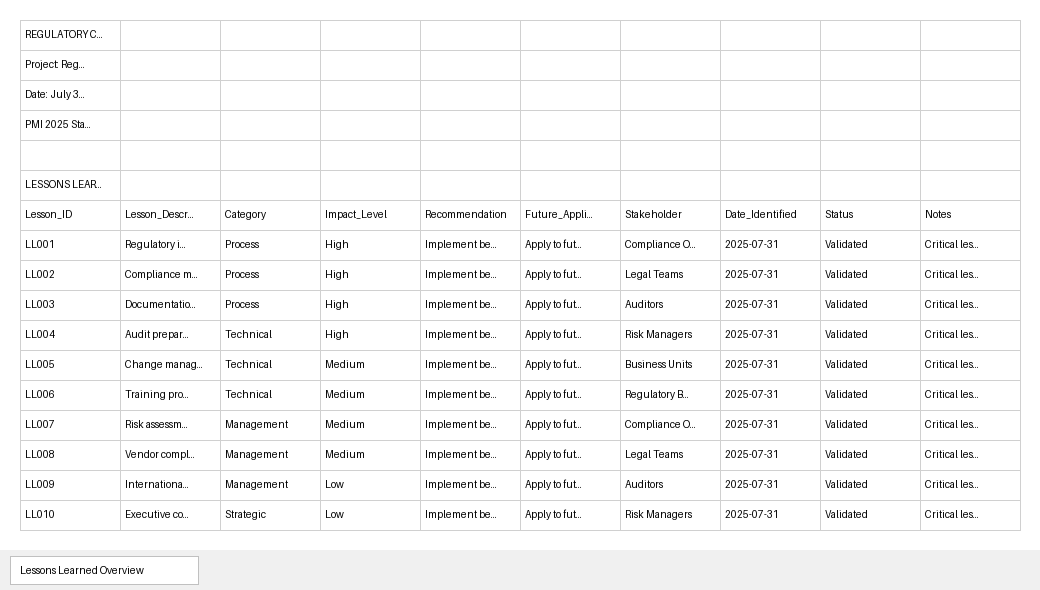 REGULATORY C...
Project: Reg...
Date: July 3...
PMI 2025 Sta...
LESSONS LEAR...
Lesson_ID Lesson_Descr... Category Impact_Level Recommendation Future_Appli... Stakeholder Date_Identified Status Notes
LL001 Regulatory i... Process High Implement be... Apply to fut... Compliance O... 2025-07-31 Validated Critical les...
LL002 Compliance m... Process High Implement be... Apply to fut... Legal Teams 2025-07-31 Validated Critical les...
LL003 Documentatio... Process High Implement be... Apply to fut... Auditors 2025-07-31 Validated Critical les...
LL004 Audit prepar... Technical High Implement be... Apply to fut... Risk Managers 2025-07-31 Validated Critical les...
LL005 Change manag... Technical Medium Implement be... Apply to fut... Business Units 2025-07-31 Validated Critical les...
LL006 Training pro... Technical Medium Implement be... Apply to fut... Regulatory B... 2025-07-31 Validated Critical les...
LL007 Risk assessm... Management Medium Implement be... Apply to fut... Compliance O... 2025-07-31 Validated Critical les...
LL008 Vendor compl... Management Medium Implement be... Apply to fut... Legal Teams 2025-07-31 Validated Critical les...
LL009 Internationa... Management Low Implement be... Apply to fut... Auditors 2025-07-31 Validated Critical les...
LL010 Executive co... Strategic Low Implement be... Apply to fut... Risk Managers 2025-07-31 Validated Critical les...
Lessons Learned Overview